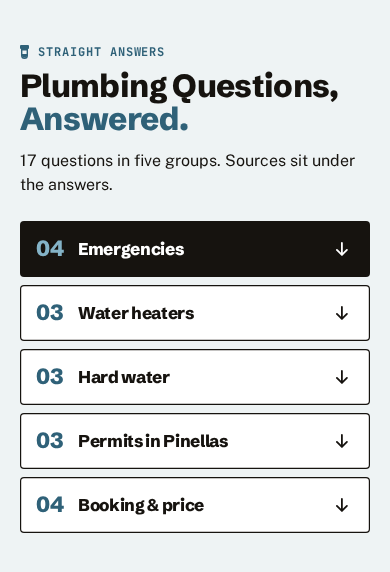 STRAIGHT ANSWERS
Plumbing Questions,
Answered.
17 questions in five groups. Sources sit under
the answers.
04 Emergencies
03 Water heaters
03 Hard water
03 Permits in Pinellas
04 Booking & price